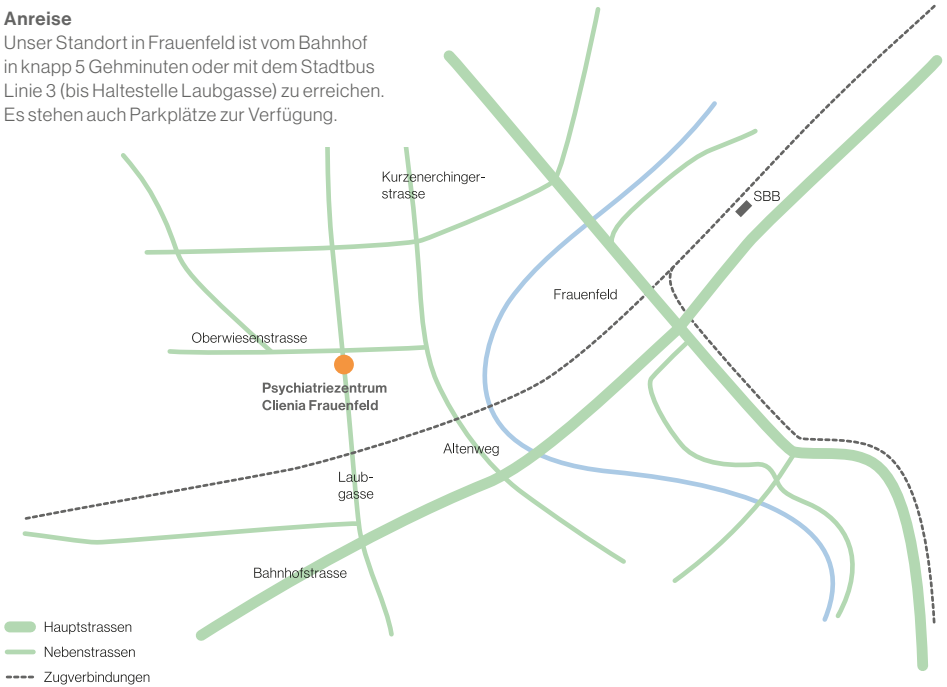 Anreise
Unser Standort in Frauenfeld ist vom Bahnhof
in knapp 5 Gehminuten oder mit dem Stadtbus
Linie 3 (bis Haltestelle Laubgasse) zu erreichen.
Es stehen auch Parkplätze zur Verfügung.
Kurzenerchinger-
strasse
SBB
Frauenfeld
Oberwiesenstrasse
Psychiatriezentrum
Clienia Frauenfeld
Altenweg
Laub-
gasse
Bahnhofstrasse
Hauptstrassen
Nebenstrassen
Zugverbindungen